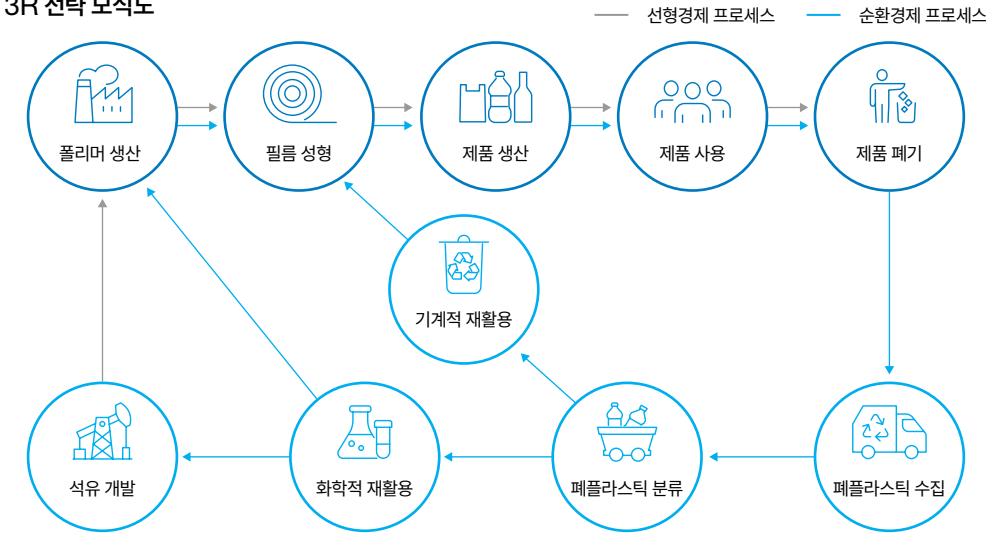 3R 전략 모식도
선형경제 프로세스
순환경제 프로세스
폴리머 생산
필름 성형
제품 생산
제품 사용
제품 폐기
기계적 재활용
석유 개발
화학적 재활용
폐플라스틱 분류
폐플라스틱 수집